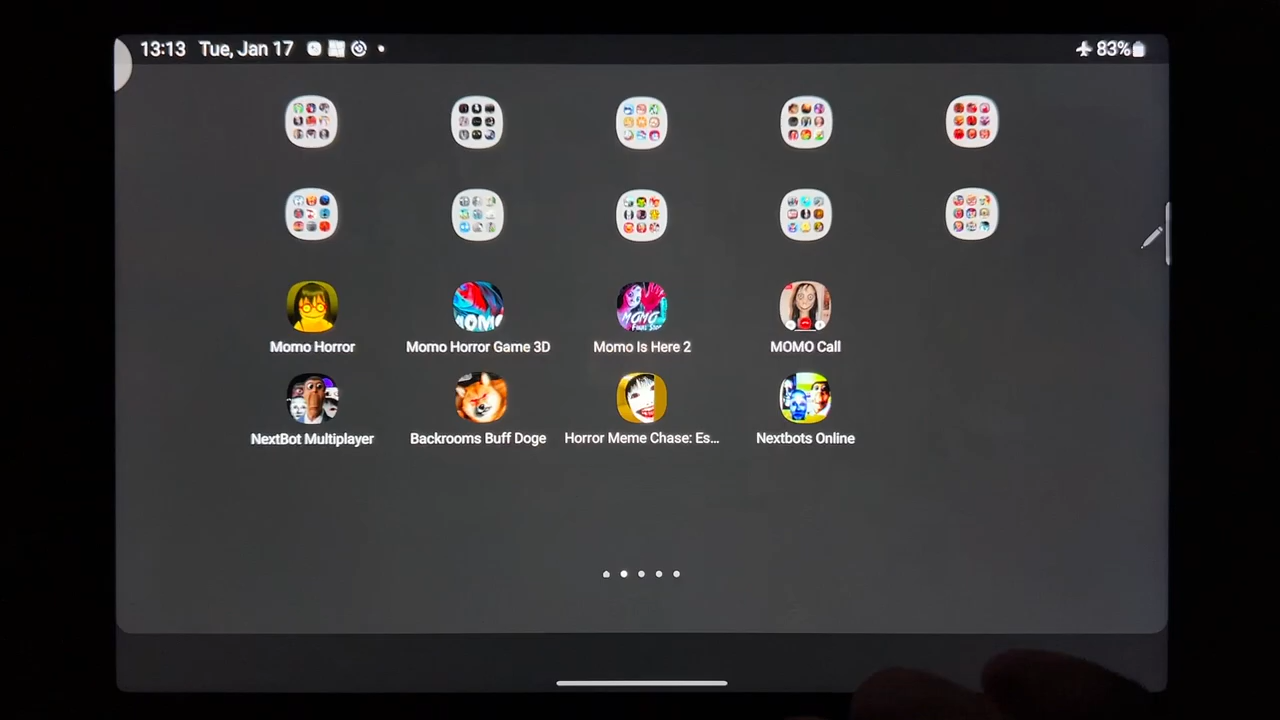 13:13 Tue, Jan 17 83%
Momo Horror Momo Horror Game 3D Momo Is Here 2 MOMO Call
NextBot Multiplayer Backrooms Buff Doge Horror Meme Chase: Es... Nextbots Online